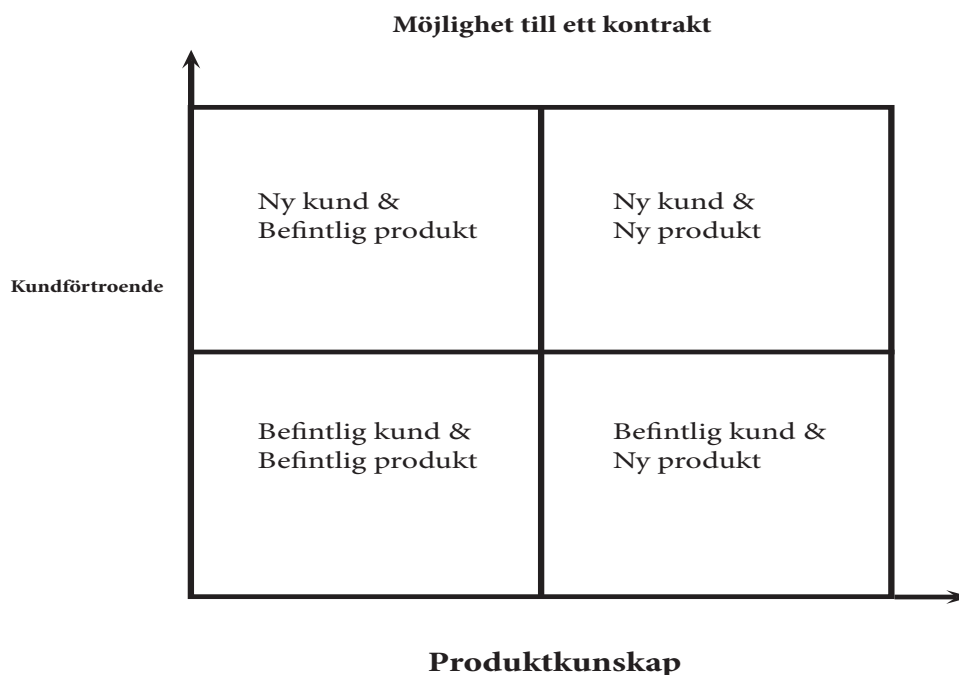 Möjlighet till ett kontrakt
Ny kund &
Befintlig produkt
Ny kund &
Ny produkt
Kundförtroende
Befintlig kund &
Befintlig produkt
Befintlig kund &
Ny produkt
Produktkunskap